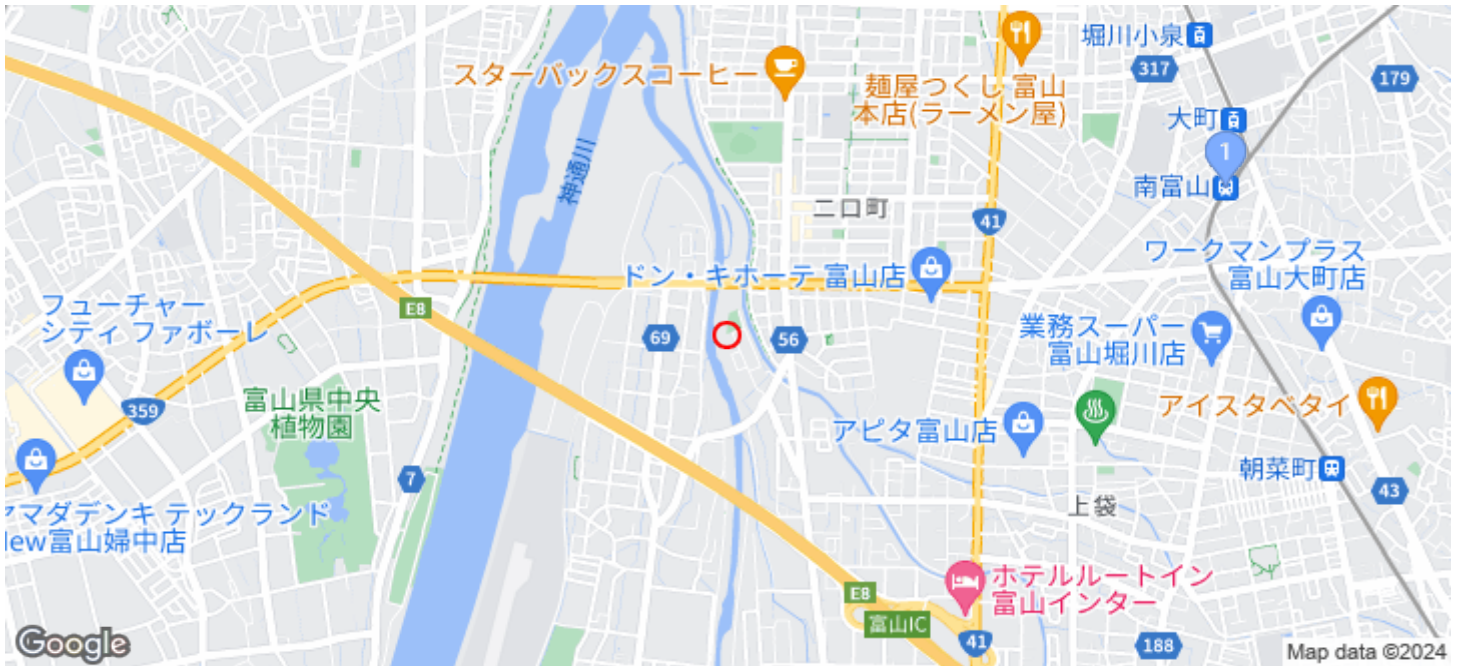 堀川小泉
317
179
スターバックスコーヒー
麺屋つくし 富山
本店(ラーメン屋)
大町
1
神通川
南富山
二口町
41
ワークマンプラス
富山大町店
ドン・キホーテ 富山店
フューチャー
シティ ファボーレ
E8
69
56
業務スーパー
富山堀川店
359
富山県中央
植物園
アピタ富山店
アイスタベタイ
7
朝菜町
43
ヤマダデンキ テックランド
New富山婦中店
上袋
ホテルルートイン
富山インター
E8
富山IC
41
188
Google
Map data ©2024